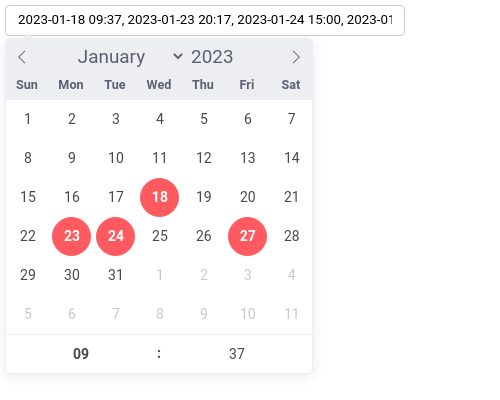 2023-01-18 09:37, 2023-01-23 20:17, 2023-01-24 15:00, 2023-01
January 2023
Sun Mon Tue Wed Thu Fri Sat
1 2 3 4 5 6 7
8 9 10 11 12 13 14
15 16 17 18 19 20 21
22 23 24 25 26 27 28
29 30 31 1 2 3 4
5 6 7 8 9 10 11
09 : 37